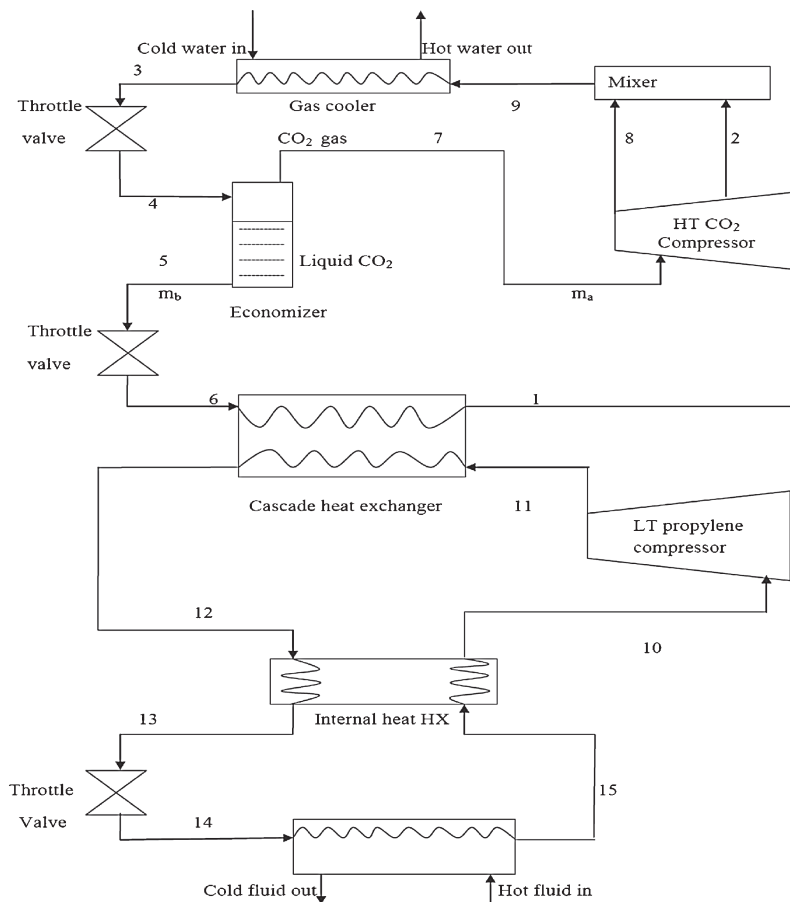 Cold water in
Hot water out
3
Gas cooler
9
Mixer
Throttle
valve
CO₂ gas
7
8
2
4
HT CO₂
Compressor
5
Liquid CO₂
mb
Economizer
ma
Throttle
valve
6
1
Cascade heat exchanger
11
LT propylene
compressor
12
10
13
Internal heat HX
Throttle
Valve
14
15
Cold fluid out
Hot fluid in